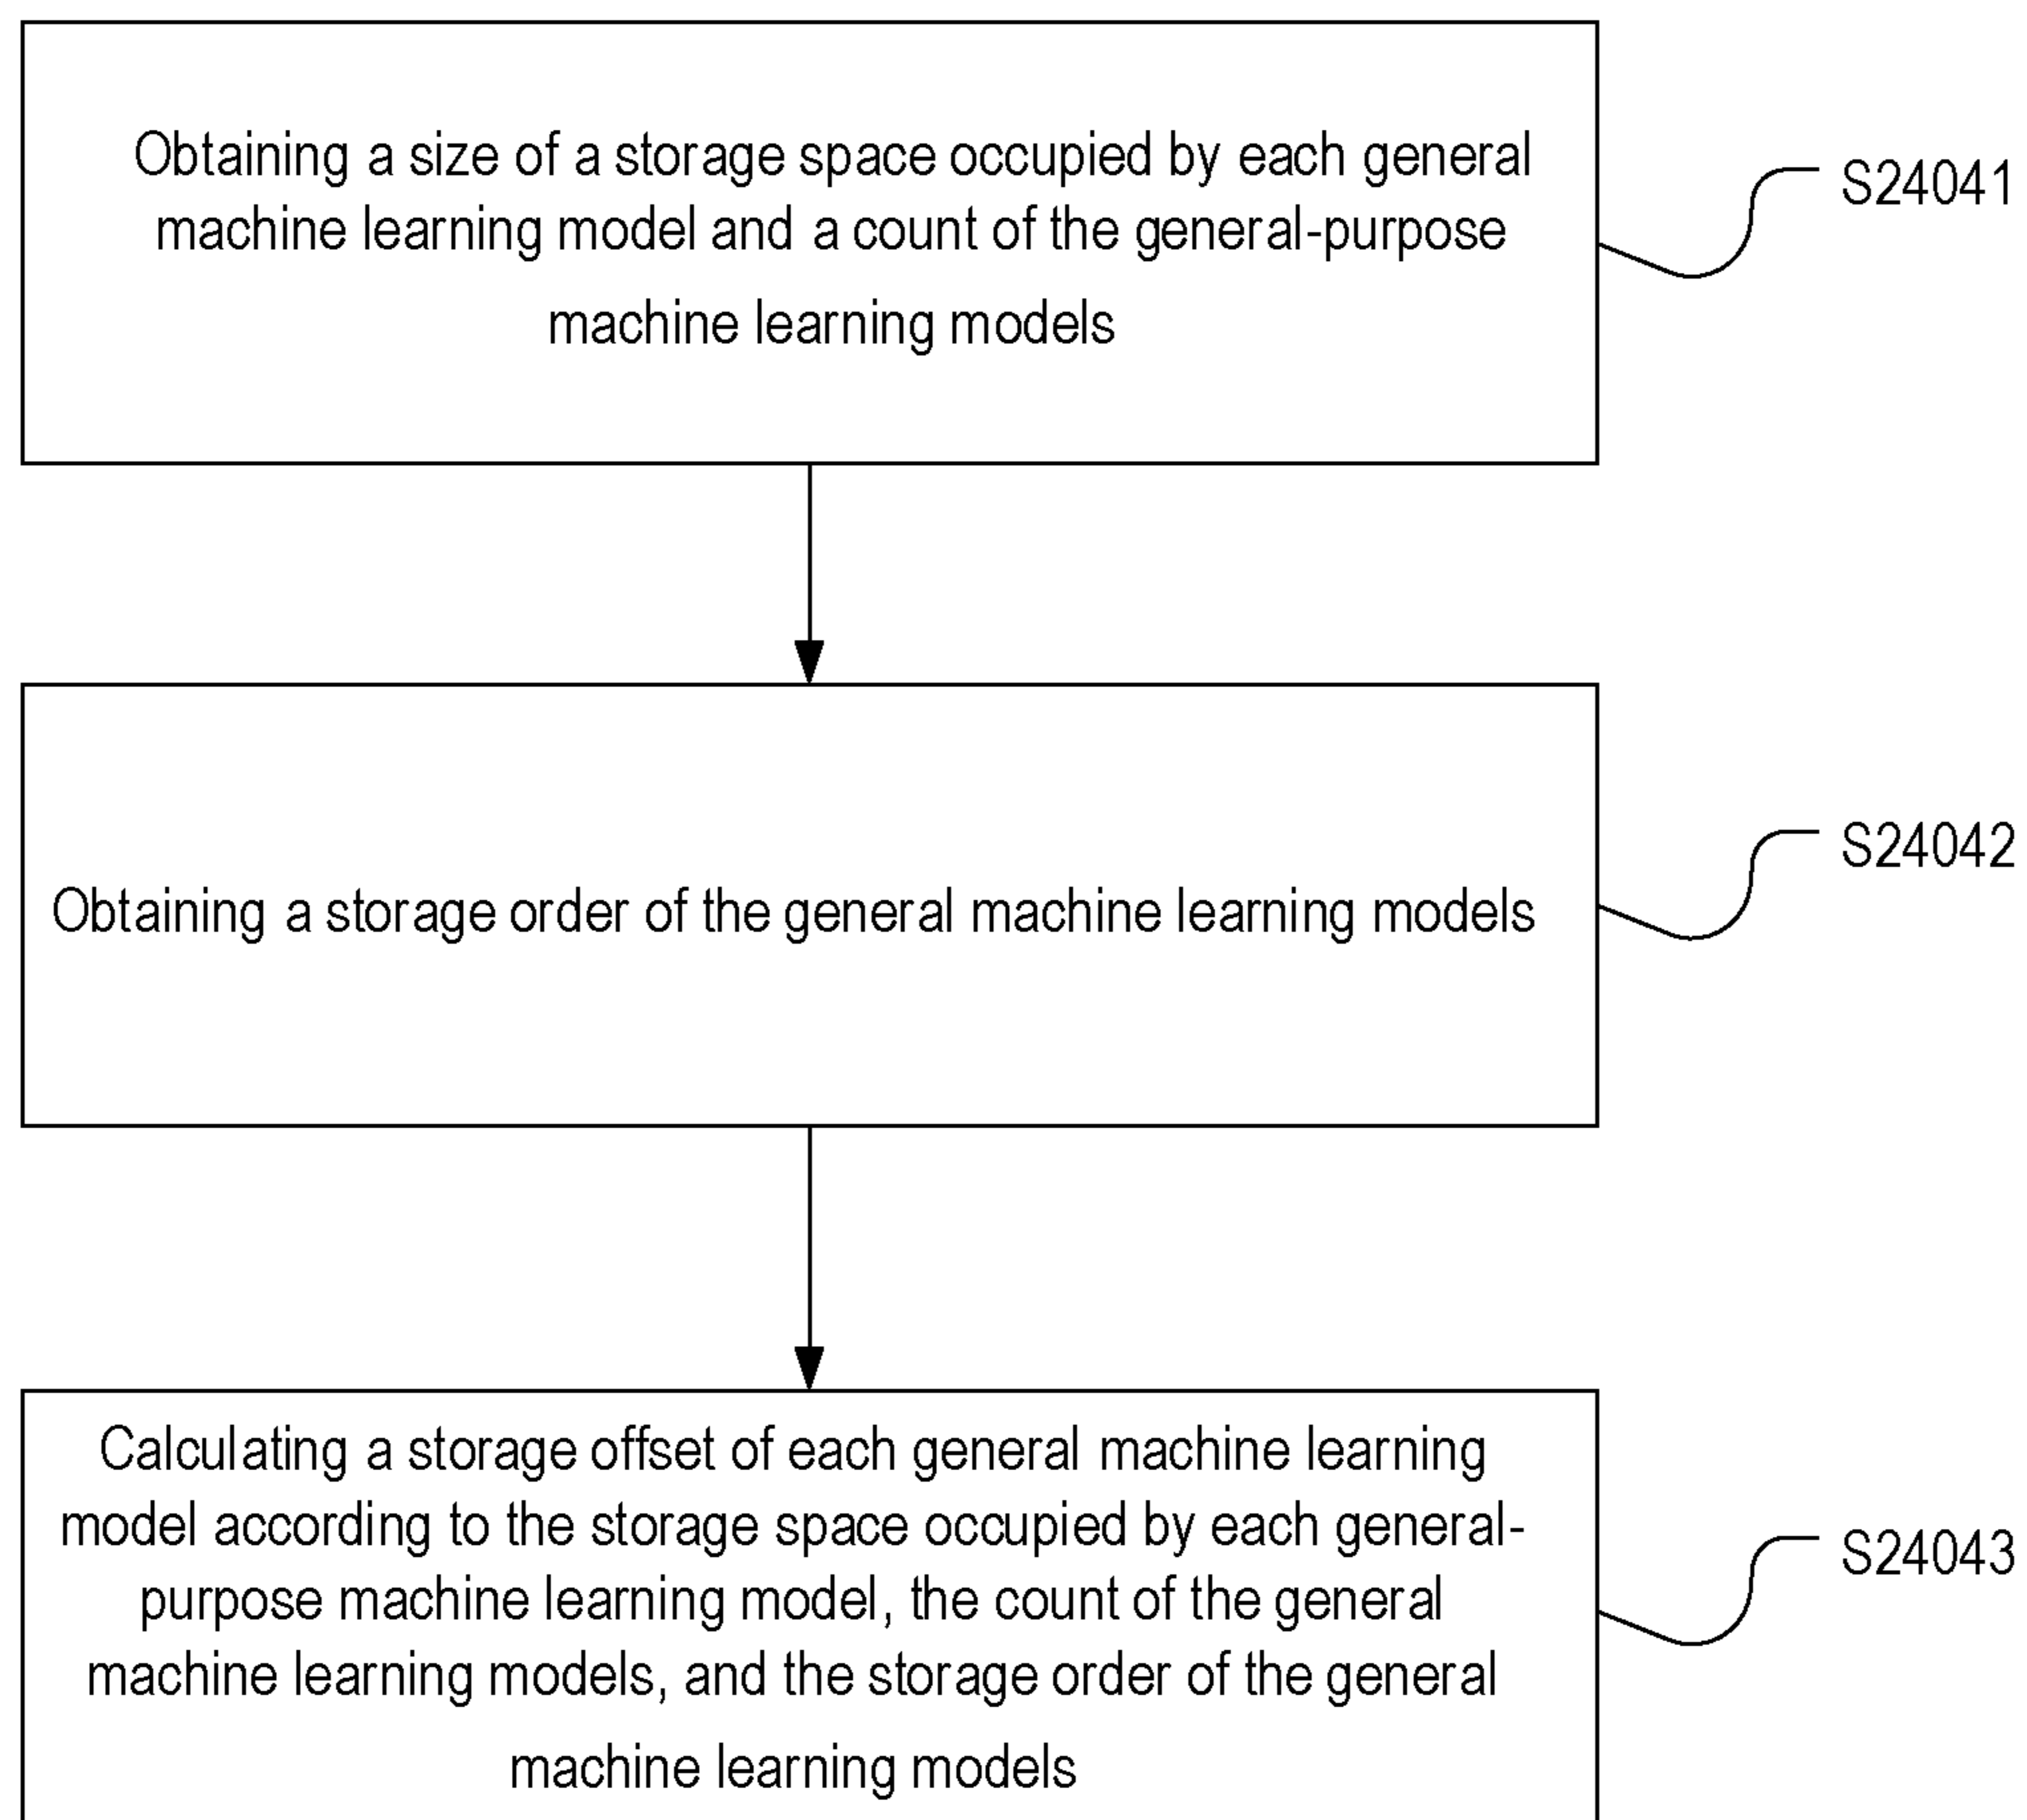 Obtaining a size of a storage space occupied by each general
machine learning model and a count of the general-purpose
machine learning models
S24041
Obtaining a storage order of the general machine learning models
S24042
Calculating a storage offset of each general machine learning
model according to the storage space occupied by each general-
purpose machine learning model, the count of the general
machine learning models, and the storage order of the general
machine learning models
S24043